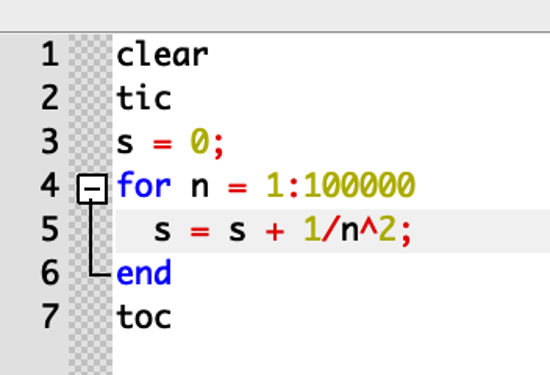 1 clear
2 tic
3 s = 0;
4 for n = 1:100000
5 s = s + 1/n^2;
6 end
7 toc